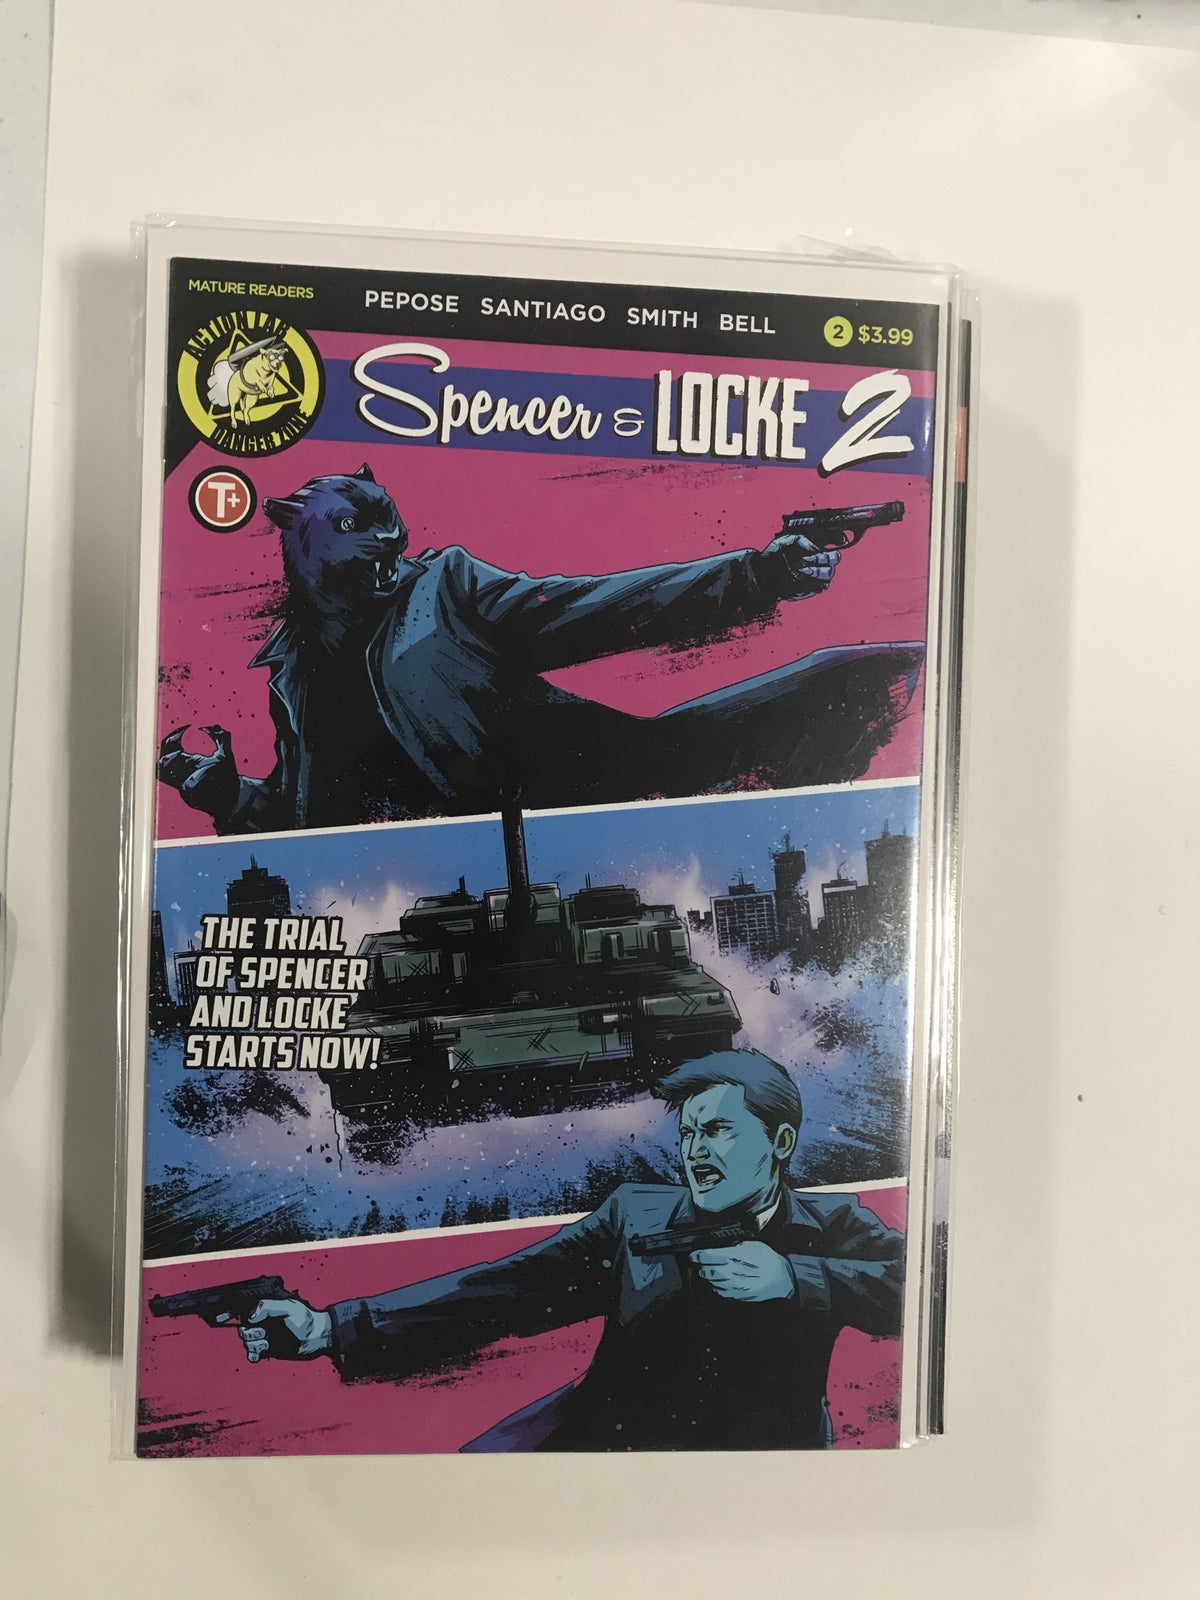 MATURE READERS
PEPOSE SANTIAGO SMITH BELL
2 $3.99
ACTION LAB
DANGER ZONE
Spencer & LOCKE 2
T+
THE TRIAL
OF SPENCER
AND LOCKE
STARTS NOW!